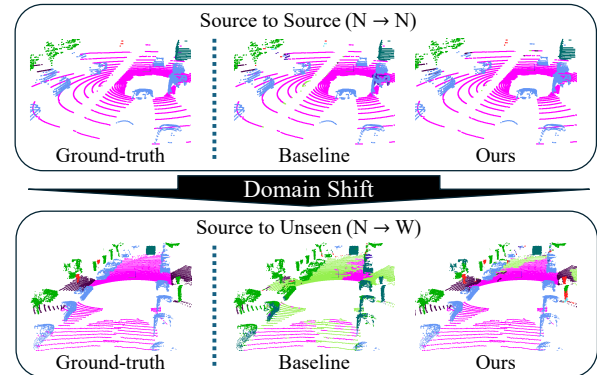 Source to Source (N → N)
Ground-truth
Baseline
Ours
Domain Shift
Source to Unseen (N → W)
Ground-truth
Baseline
Ours